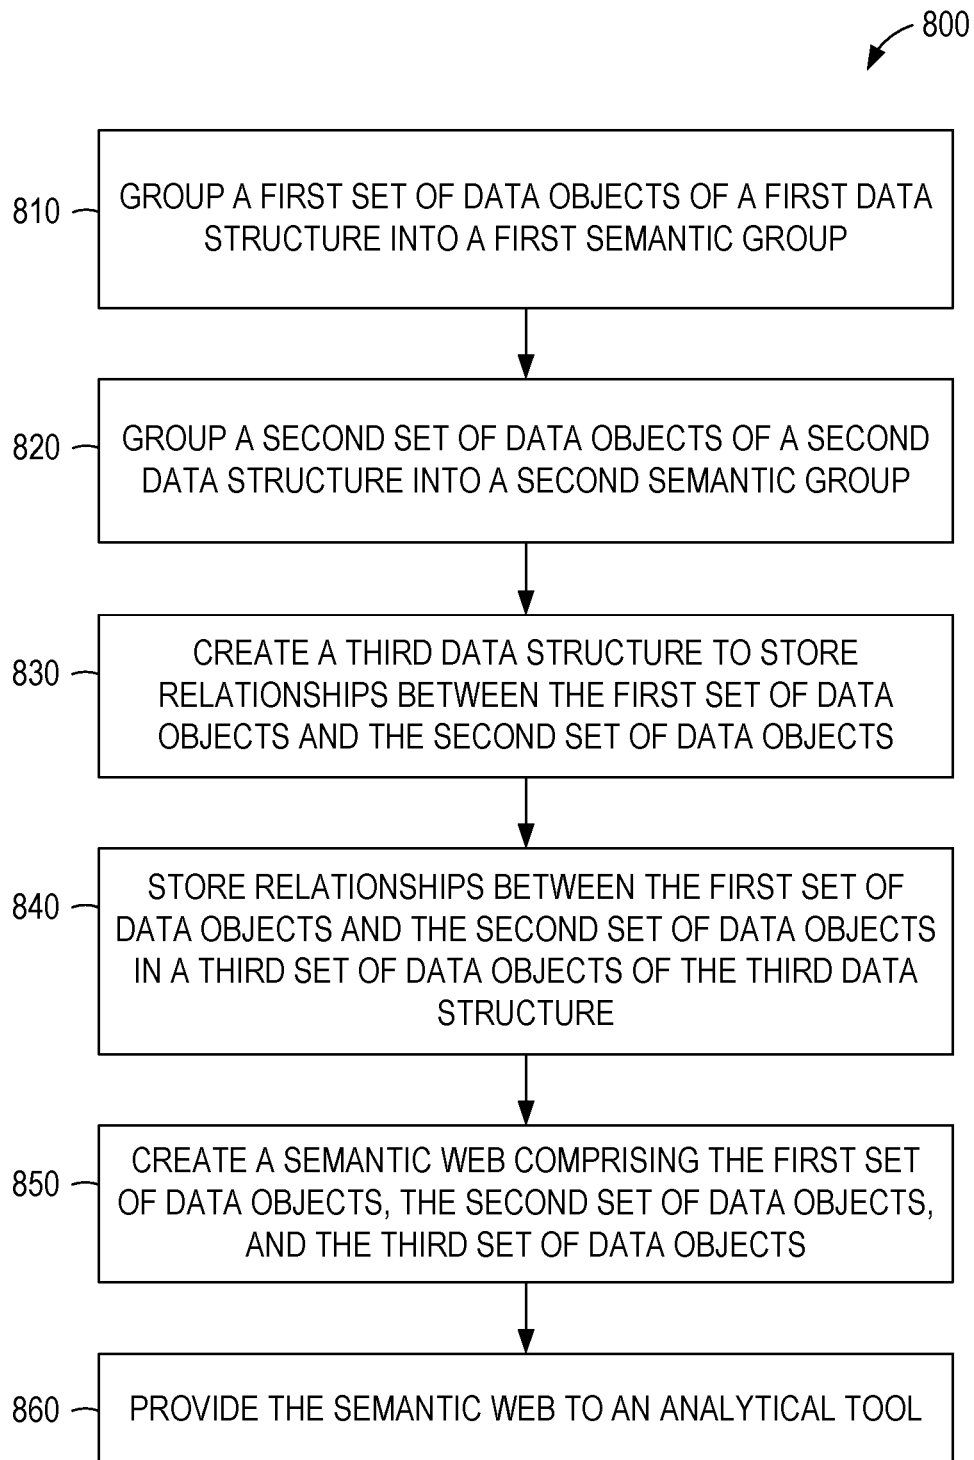 800
810
GROUP A FIRST SET OF DATA OBJECTS OF A FIRST DATA
STRUCTURE INTO A FIRST SEMANTIC GROUP
820
GROUP A SECOND SET OF DATA OBJECTS OF A SECOND
DATA STRUCTURE INTO A SECOND SEMANTIC GROUP
830
CREATE A THIRD DATA STRUCTURE TO STORE
RELATIONSHIPS BETWEEN THE FIRST SET OF DATA
OBJECTS AND THE SECOND SET OF DATA OBJECTS
840
STORE RELATIONSHIPS BETWEEN THE FIRST SET OF
DATA OBJECTS AND THE SECOND SET OF DATA OBJECTS
IN A THIRD SET OF DATA OBJECTS OF THE THIRD DATA
STRUCTURE
850
CREATE A SEMANTIC WEB COMPRISING THE FIRST SET
OF DATA OBJECTS, THE SECOND SET OF DATA OBJECTS,
AND THE THIRD SET OF DATA OBJECTS
860
PROVIDE THE SEMANTIC WEB TO AN ANALYTICAL TOOL